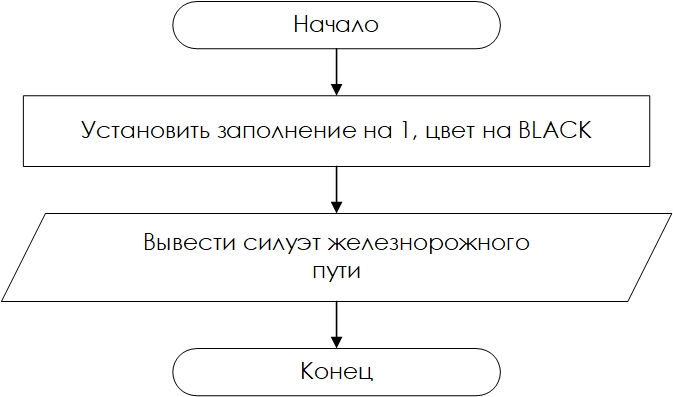 Начало
Установить заполнение на 1, цвет на BLACK
Вывести силуэт железнорожного
пути
Конец